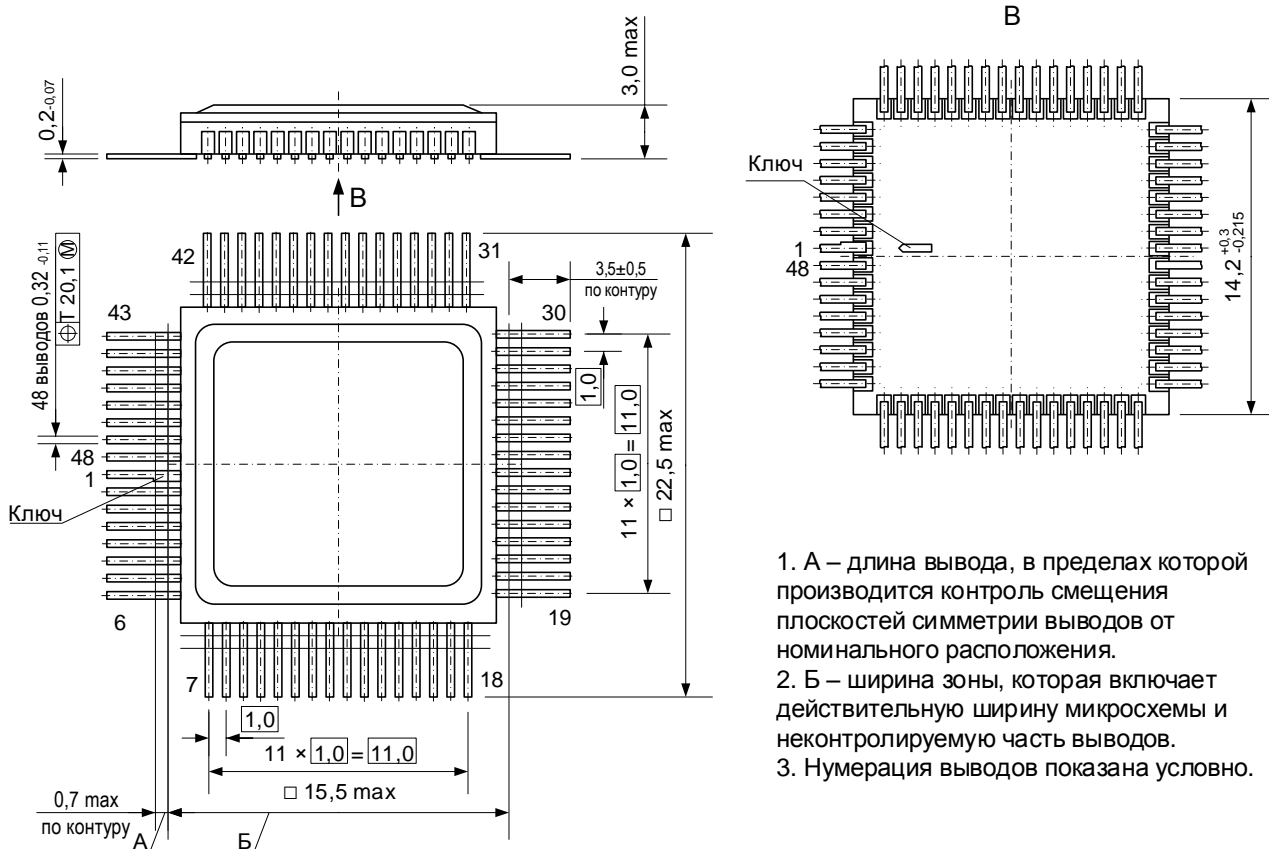 В
3,0 max
0,2-0,07
В
Ключ
1
48
14,2 +0,3 -0,215
42
31
3,5±0,5
по контуру
48 выводов 0,32 -0,11
T 20,1 Ⓜ
43
30
1,0
11 × 1,0 = 11,0
□ 22,5 max
48
1
Ключ
6
19
7
18
1,0
11 × 1,0 = 11,0
□ 15,5 max
0,7 max
по контуру
А
Б
1. А – длина вывода, в пределах которой
производится контроль смещения
плоскостей симметрии выводов от
номинального расположения.
2. Б – ширина зоны, которая включает
действительную ширину микросхемы и
неконтролируемую часть выводов.
3. Нумерация выводов показана условно.